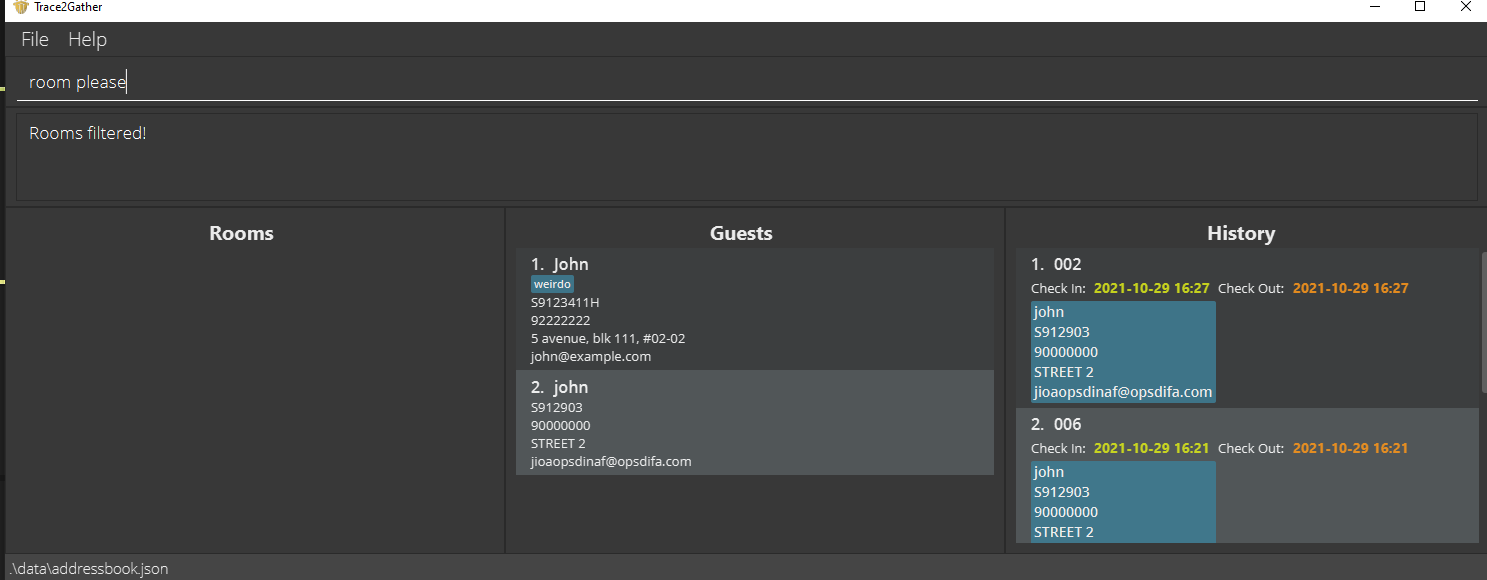 Trace2Gather
File Help
room please
Rooms filtered!
Rooms
Guests
1. John
weirdo
S9123411H
92222222
5 avenue, blk 111, #02-02
john@example.com
2. john
S912903
90000000
STREET 2
jioaopsdinaf@opsdifa.com
History
1. 002
Check In: 2021-10-29 16:27 Check Out: 2021-10-29 16:27
john
S912903
90000000
STREET 2
jioaopsdinaf@opsdifa.com
2. 006
Check In: 2021-10-29 16:21 Check Out: 2021-10-29 16:21
john
S912903
90000000
STREET 2
.\data\addressbook.json